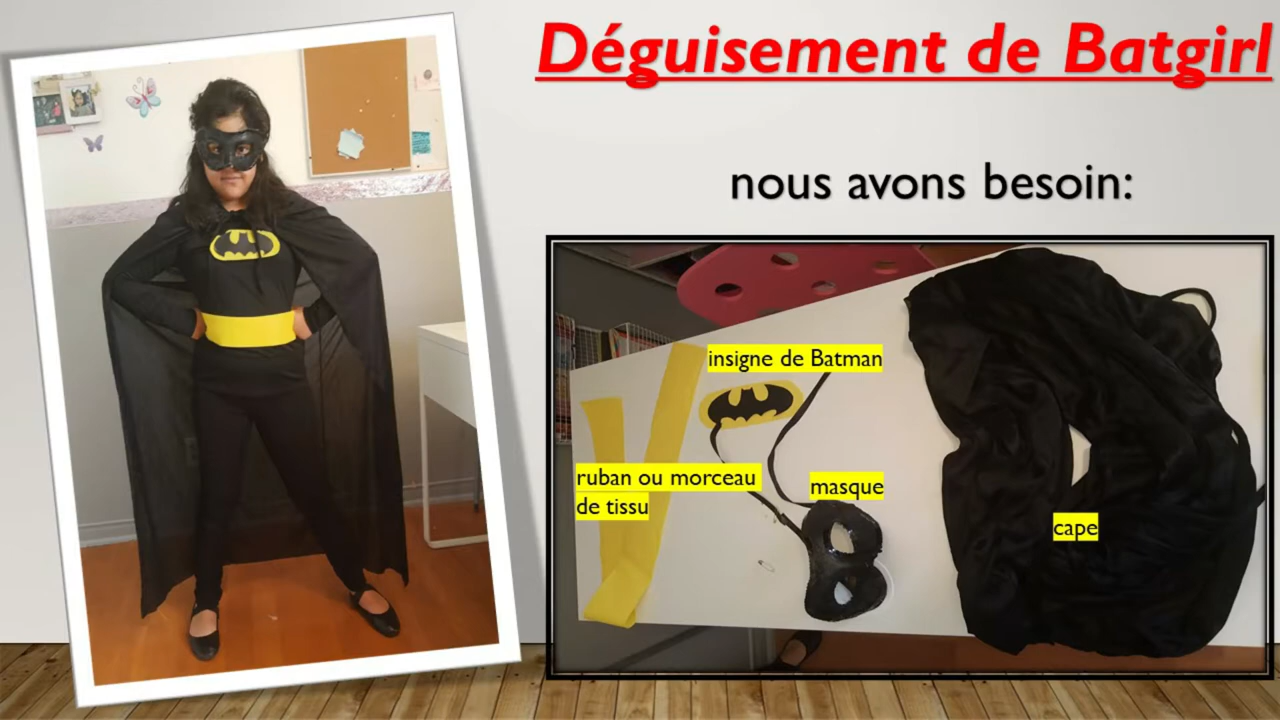 Déguisement de Batgirl
nous avons besoin:
insigne de Batman
ruban ou morceau
de tissu
masque
cape